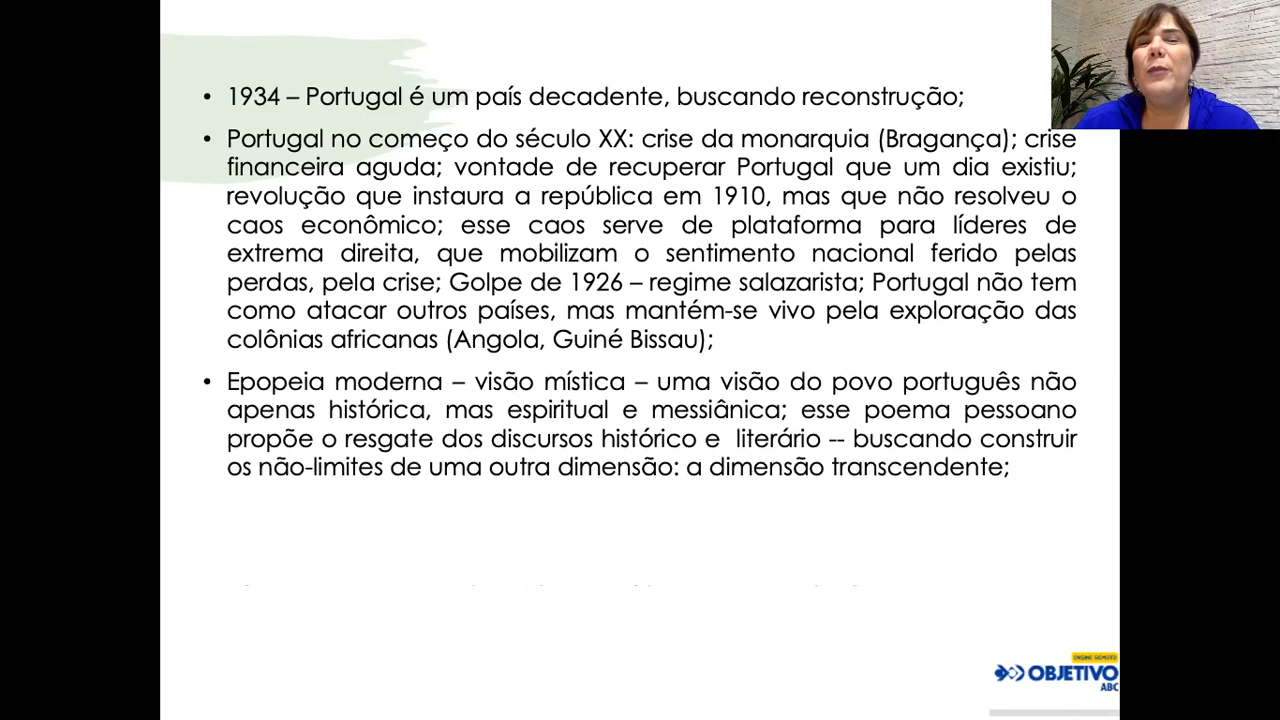 • 1934 – Portugal é um país decadente, buscando reconstrução;
• Portugal no começo do século XX: crise da monarquia (Bragança); crise
financeira aguda; vontade de recuperar Portugal que um dia existiu;
revolução que instaura a república em 1910, mas que não resolveu o
caos econômico; esse caos serve de plataforma para líderes de
extrema direita, que mobilizam o sentimento nacional ferido pelas
perdas, pela crise; Golpe de 1926 – regime salazarista; Portugal não tem
como atacar outros países, mas mantém-se vivo pela exploração das
colônias africanas (Angola, Guiné Bissau);
• Epopeia moderna – visão mística – uma visão do povo português não
apenas histórica, mas espiritual e messiânica; esse poema pessoano
propõe o resgate dos discursos histórico e literário -- buscando construir
os não-limites de uma outra dimensão: a dimensão transcendente;
ENSINO REMOTO
OBJETIVO
ABC